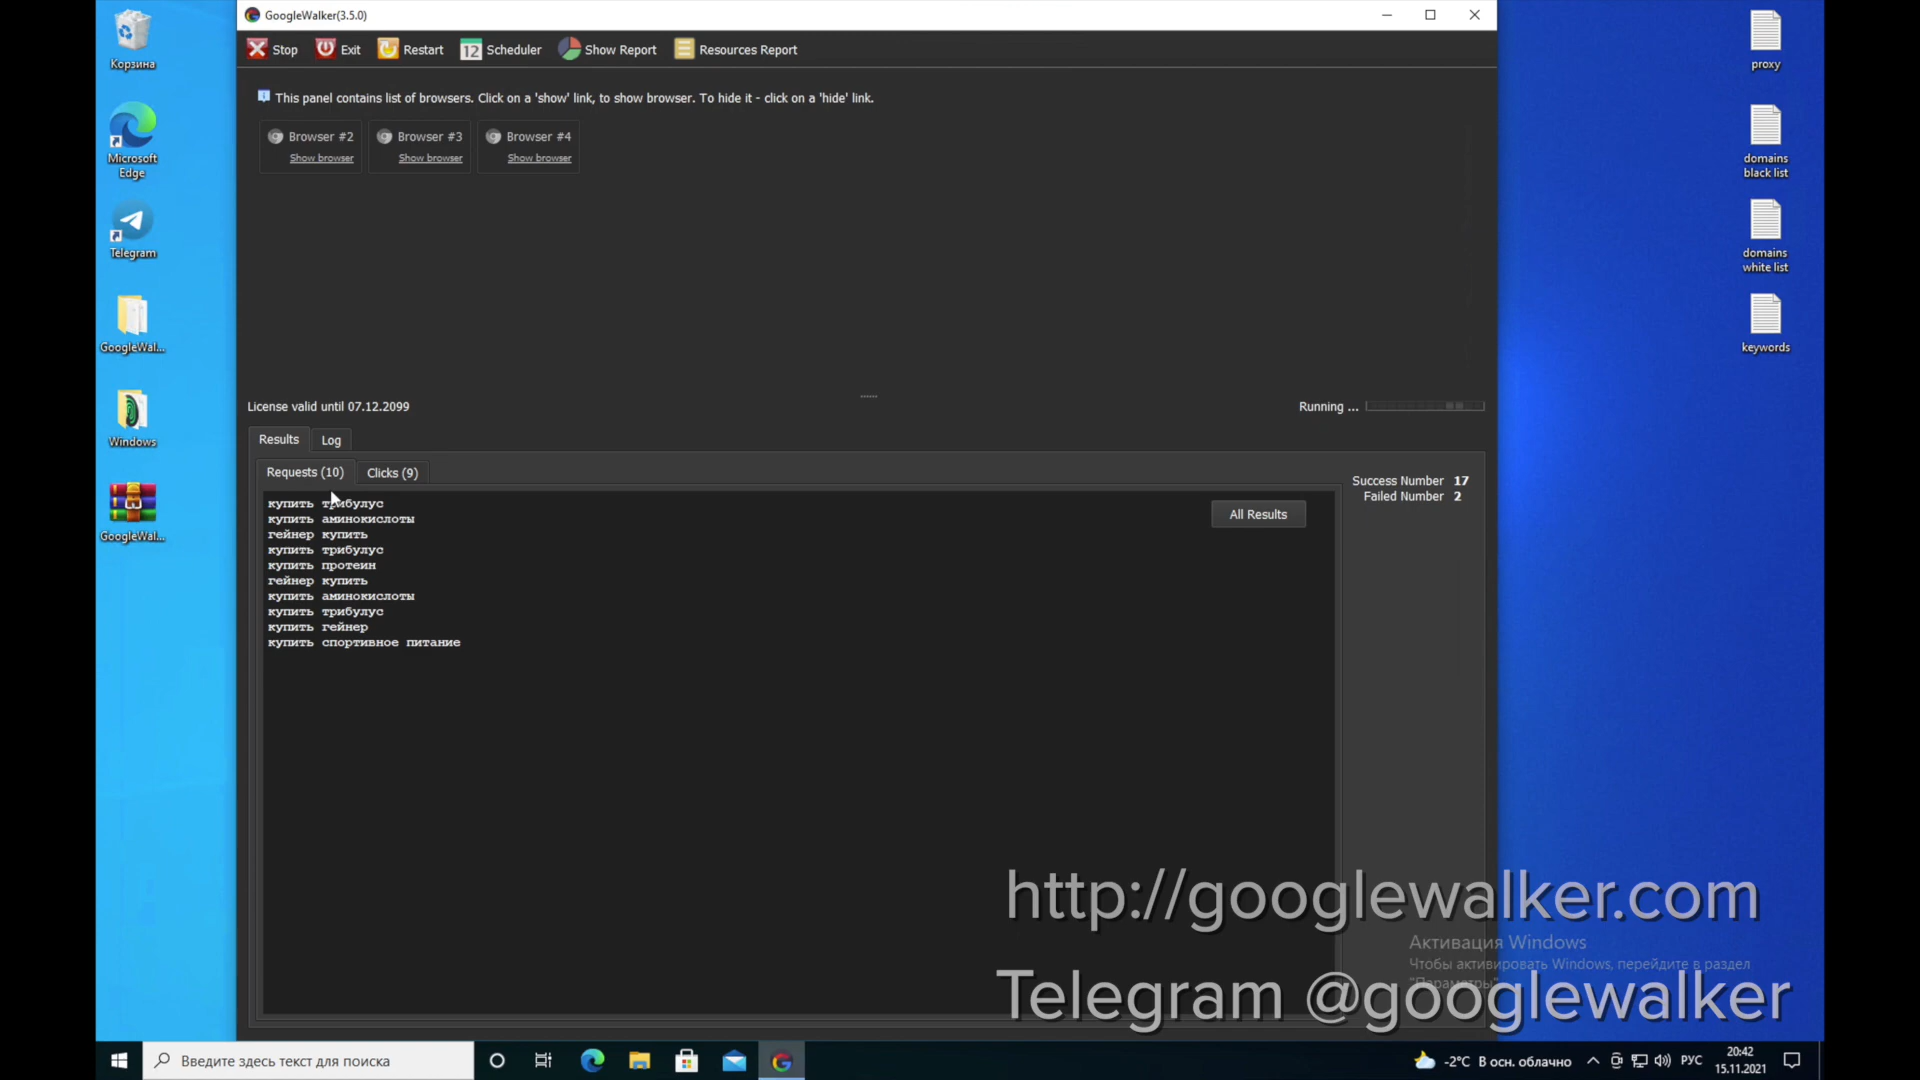 GoogleWalker(3.5.0)
Stop Exit Restart 12 Scheduler Show Report Resources Report
Корзина
Microsoft
Edge
Telegram
GoogleWal...
Windows
GoogleWal...
This panel contains list of browsers. Click on a 'show' link, to show browser. To hide it - click on a 'hide' link.
Browser #2 Browser #3 Browser #4
Show browser Show browser Show browser
License valid until 07.12.2099
Running ...
Results Log
Requests (10) Clicks (9)
купить трибулус
купить аминокислоты
гейнер купить
купить трибулус
купить протеин
гейнер купить
купить аминокислоты
купить трибулус
купить гейнер
купить спортивное питание
All Results
Success Number 17
Failed Number 2
proxy
domains
black list
domains
white list
keywords
http://googlewalker.com
Активация Windows
Чтобы активировать Windows, перейдите в раздел
"Параметры".
Telegram @googlewalker
Введите здесь текст для поиска
-2°C В осн. облачно
РУС
20:42
15.11.2021